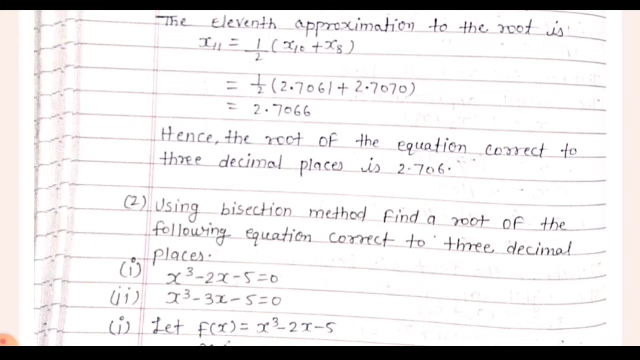 The Eleventh approximation to the root is
x₁₁ = 1/2 (x₁₀ + x₈)
= 1/2 (2.7061 + 2.7070)
= 2.7066
Hence, the root of the equation correct to
three decimal places is 2.706.
(2) Using bisection method Find a root of the
following equation correct to three decimal
places.
(i) x³-2x-5=0
(ii) x³-3x-5=0
(i) Let F(x) = x³-2x-5